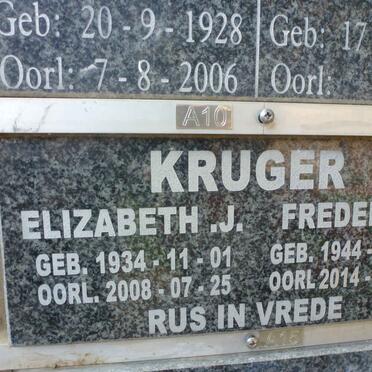 Geb: 20-9-1928 Geb: 17
Oorl: 7-8-2006 Oorl:
A10
KRUGER
ELIZABETH .J. FREDE
GEB. 1934-11-01 GEB. 1944-
OORL. 2008-07-25 OORL 2014-
RUS IN VREDE